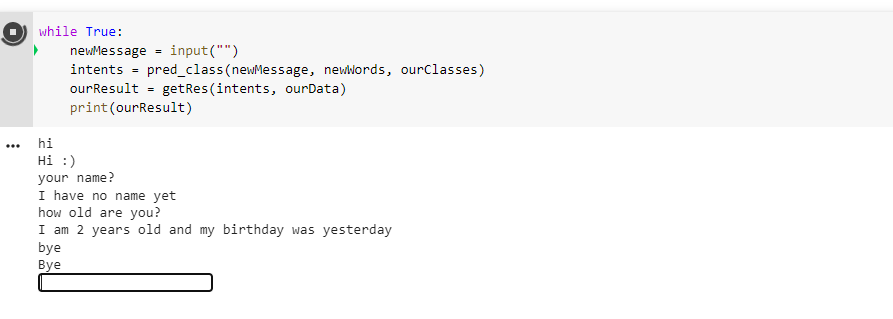 while True:
    newMessage = input("")
    intents = pred_class(newMessage, newWords, ourClasses)
    ourResult = getRes(intents, ourData)
    print(ourResult)
hi
Hi :)
your name?
I have no name yet
how old are you?
I am 2 years old and my birthday was yesterday
bye
Bye